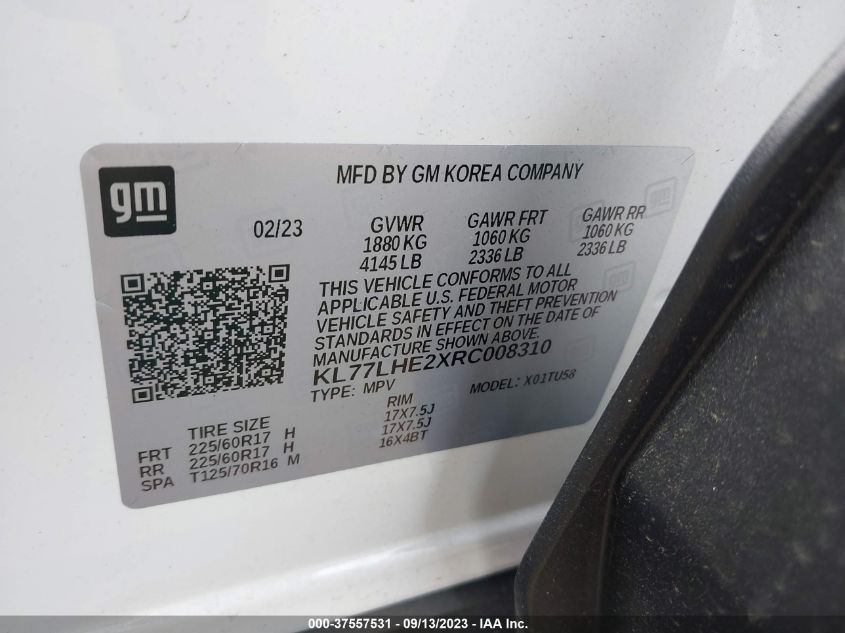 gm
MFD BY GM KOREA COMPANY
02/23
GVWR GAWR FRT GAWR RR
1880 KG 1060 KG 1060 KG
4145 LB 2336 LB 2336 LB
THIS VEHICLE CONFORMS TO ALL
APPLICABLE U.S. FEDERAL MOTOR
VEHICLE SAFETY AND THEFT PREVENTION
STANDARDS IN EFFECT ON THE DATE OF
MANUFACTURE SHOWN ABOVE.
KL77LHE2XRC008310
TYPE: MPV MODEL: X01TU58
TIRE SIZE RIM
FRT 225/60R17 H 17X7.5J
RR 225/60R17 H 17X7.5J
SPA T125/70R16 M 16X4BT
000-37557531 - 09/13/2023 - IAA Inc.